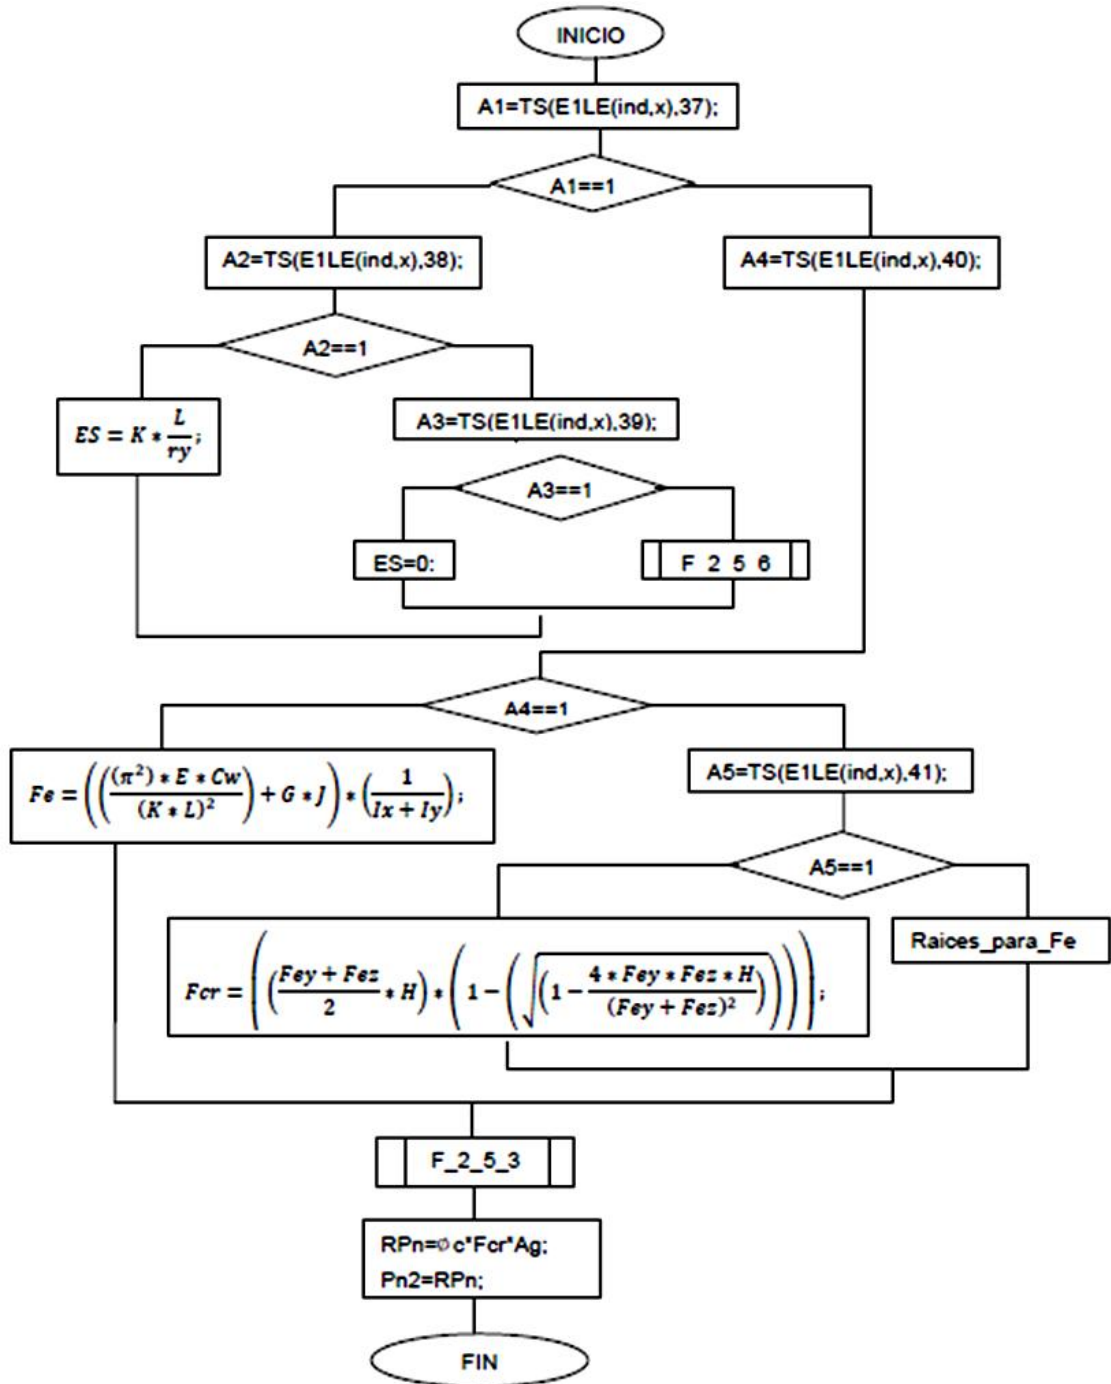 INICIO
A1=TS(E1LE(ind,x),37);
A1==1
A2=TS(E1LE(ind,x),38);
A4=TS(E1LE(ind,x),40);
A2==1
ES = K * L/ry;
A3=TS(E1LE(ind,x),39);
A3==1
ES=0:
F 2 5 6
A4==1
Fe = (((π²) * E * Cw/(K * L)²) + G * J) * (1/Ix + Iy);
A5=TS(E1LE(ind,x),41);
A5==1
Raices_para_Fe
Fcr = ((Fey + Fez/2 * H) * (1 − (√(1 − 4 * Fey * Fez * H/(Fey + Fez)²))));
F_2_5_3
RPn=∅c*Fcr*Ag;
Pn2=RPn;
FIN